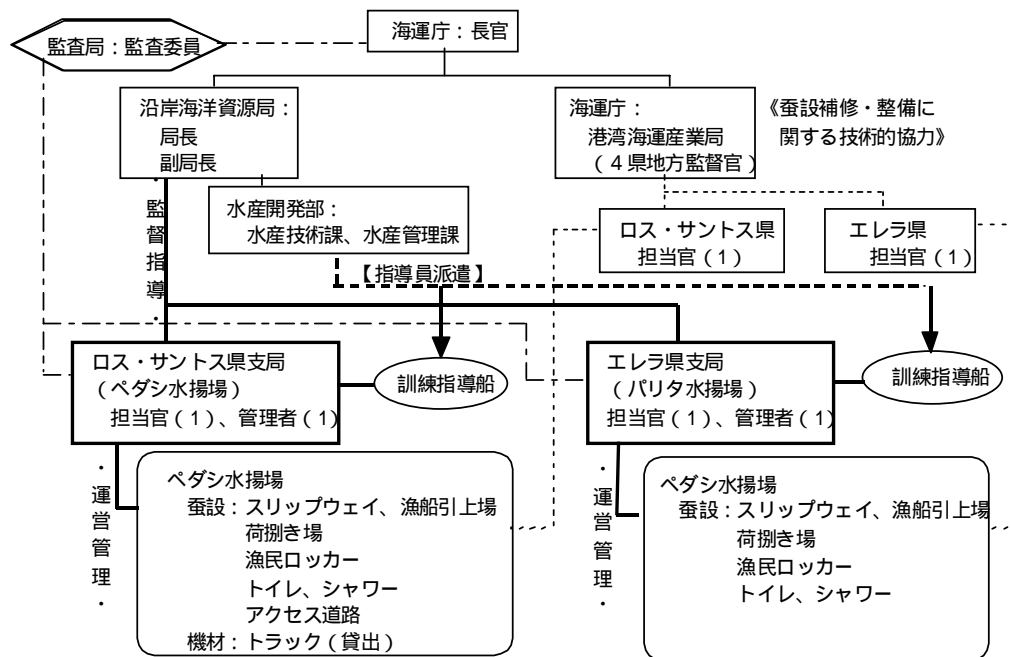 監査局：監査委員
海運庁：長官
沿岸海洋資源局：
局長
副局長
海運庁：
港湾海運産業局
（４県地方監督官）
《蚕設補修・整備に
関する技術的協力》
・監督指導・
水産開発部：
水産技術課、水産管理課
ロス・サントス県
担当官（１）
エレラ県
担当官（１）
【指導員派遣】
ロス・サントス県支局
（ペダシ水揚場）
担当官（１）、管理者（１）
訓練指導船
エレラ県支局
（パリタ水揚場）
担当官（１）、管理者（１）
訓練指導船
・運営管理・
ペダシ水揚場
蚕設：スリップウェイ、漁船引上場
荷捌き場
漁民ロッカー
トイレ、シャワー
アクセス道路
機材：トラック（貸出）
・運営管理・
ペダシ水揚場
蚕設：スリップウェイ、漁船引上場
荷捌き場
漁民ロッカー
トイレ、シャワー